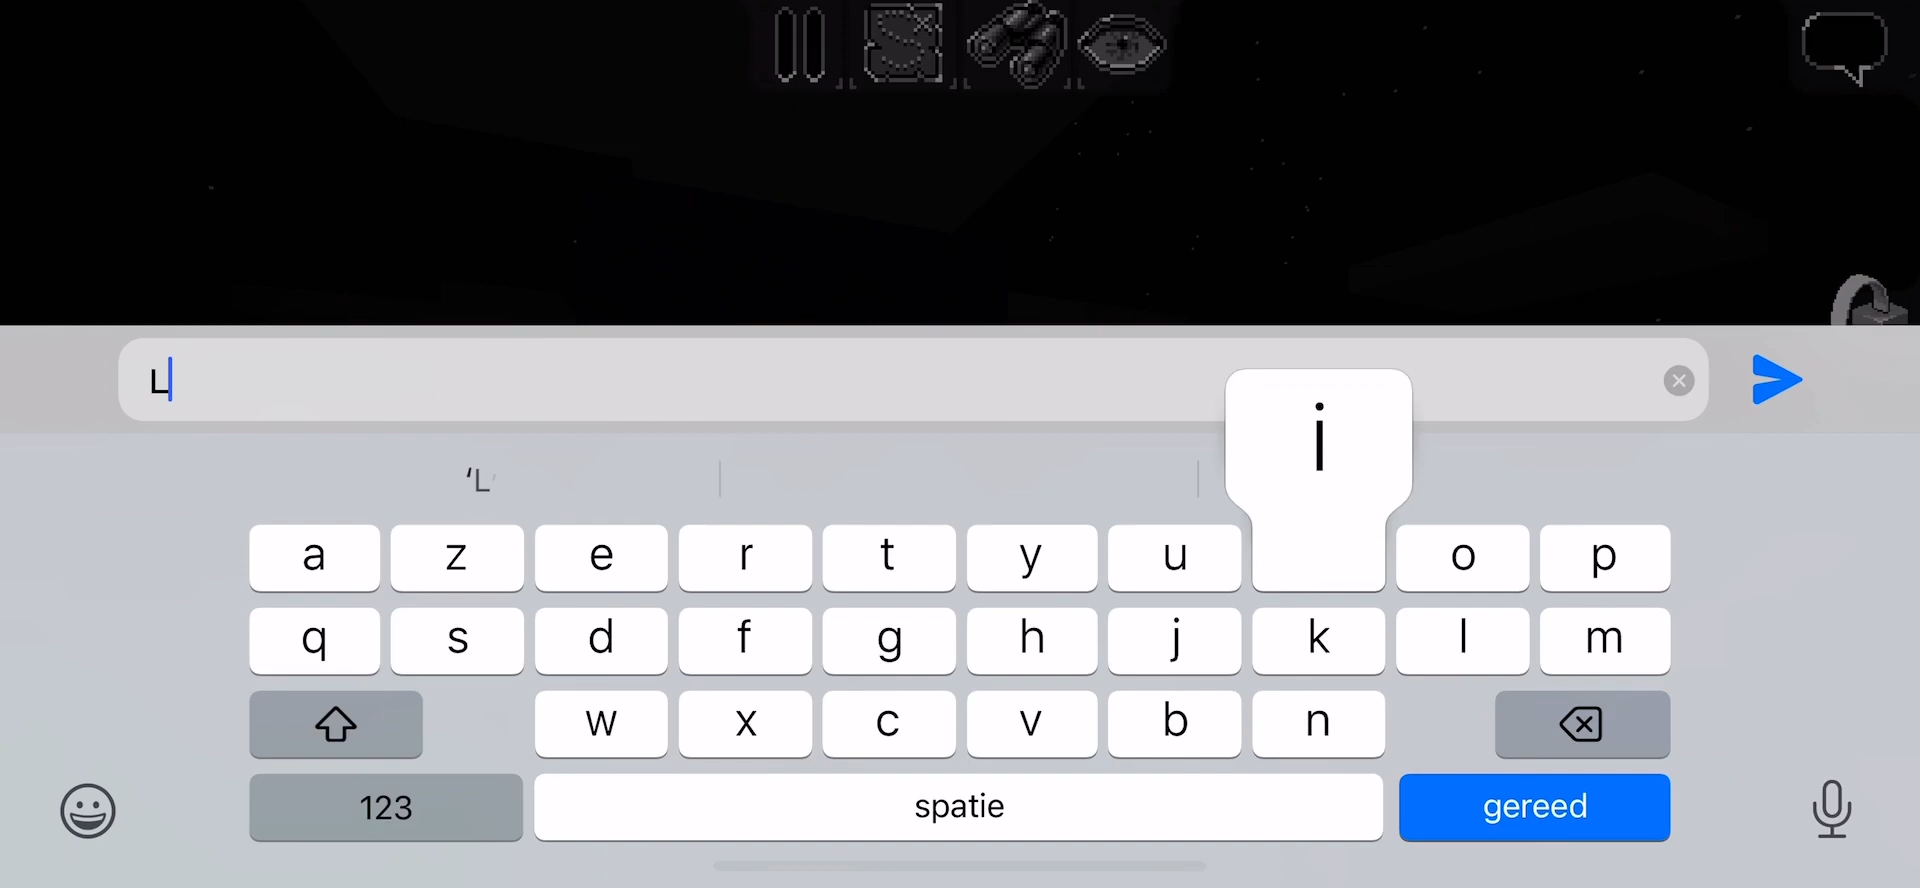 L
i
'L'
a z e r t y u o p
q s d f g h j k l m
w x c v b n
123 spatie gereed